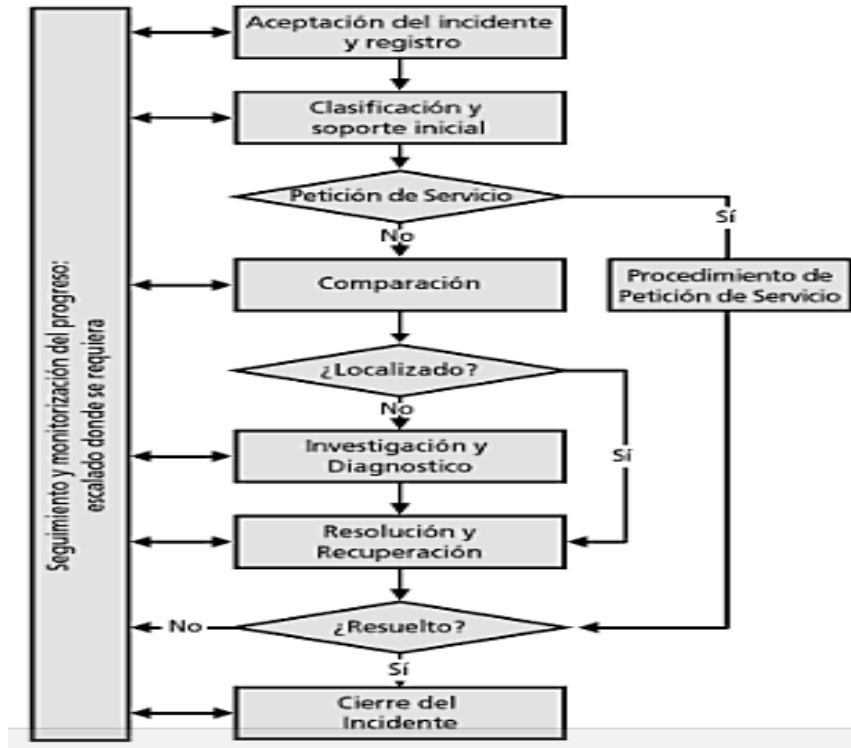 Aceptación del incidente
y registro
Clasificación y
soporte inicial
Petición de Servicio
Sí
No
Comparación
Procedimiento de
Petición de Servicio
¿Localizado?
No
Sí
Investigación y
Diagnostico
Resolución y
Recuperación
¿Resuelto?
No
Sí
Cierre del
Incidente
Seguimiento y monitorización del progreso:
escalado donde se requiera